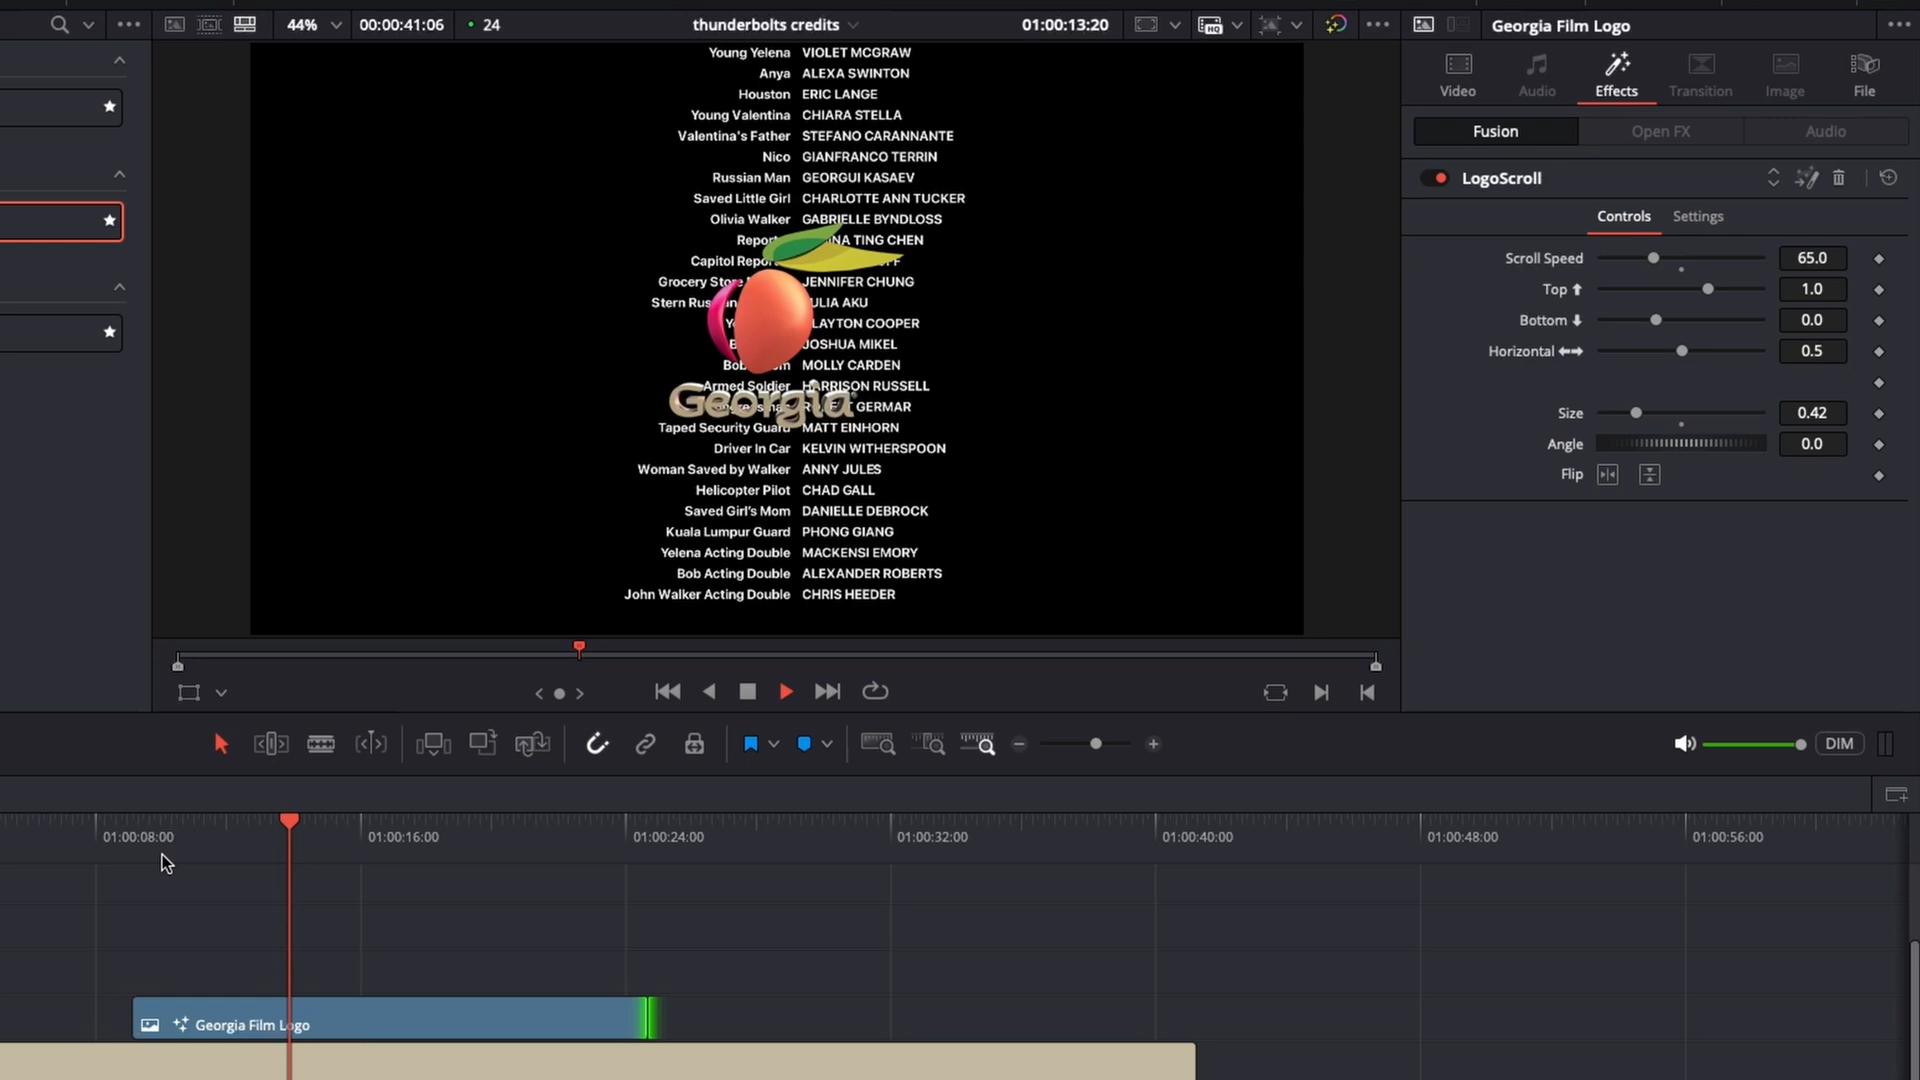 44%
00:00:41:06
24
thunderbolts credits
01:00:13:20
Georgia Film Logo
Video
Audio
Effects
Transition
Image
File
Fusion
Open FX
Audio
LogoScroll
Controls
Settings
Scroll Speed 65.0
Top 1.0
Bottom 0.0
Horizontal 0.5
Size 0.42
Angle 0.0
Flip
Young Yelena VIOLET MCGRAW
Anya ALEXA SWINTON
Houston ERIC LANGE
Young Valentina CHIARA STELLA
Valentina's Father STEFANO CARANNANTE
Nico GIANFRANCO TERRIN
Russian Man GEORGUI KASAEV
Saved Little Girl CHARLOTTE ANN TUCKER
Olivia Walker GABRIELLE BYNDLOSS
TING CHEN
Capitol
Grocery Store JENNIFER CHUNG
Stern AKU
COOPER
JOSHUA MIKEL
MOLLY CARDEN
Armed Soldier HARRISON RUSSELL
Georgia
GERMAR
Taped Security Guard MATT EINHORN
Driver In Car KELVIN WITHERSPOON
Woman Saved by Walker ANNY JULES
Helicopter Pilot CHAD GALL
Saved Girl's Mom DANIELLE DEBROCK
Kuala Lumpur Guard PHONG GIANG
Yelena Acting Double MACKENSI EMORY
Bob Acting Double ALEXANDER ROBERTS
John Walker Acting Double CHRIS HEEDER
DIM
01:00:08:00
01:00:16:00
01:00:24:00
01:00:32:00
01:00:40:00
01:00:48:00
01:00:56:00
Georgia Film Logo